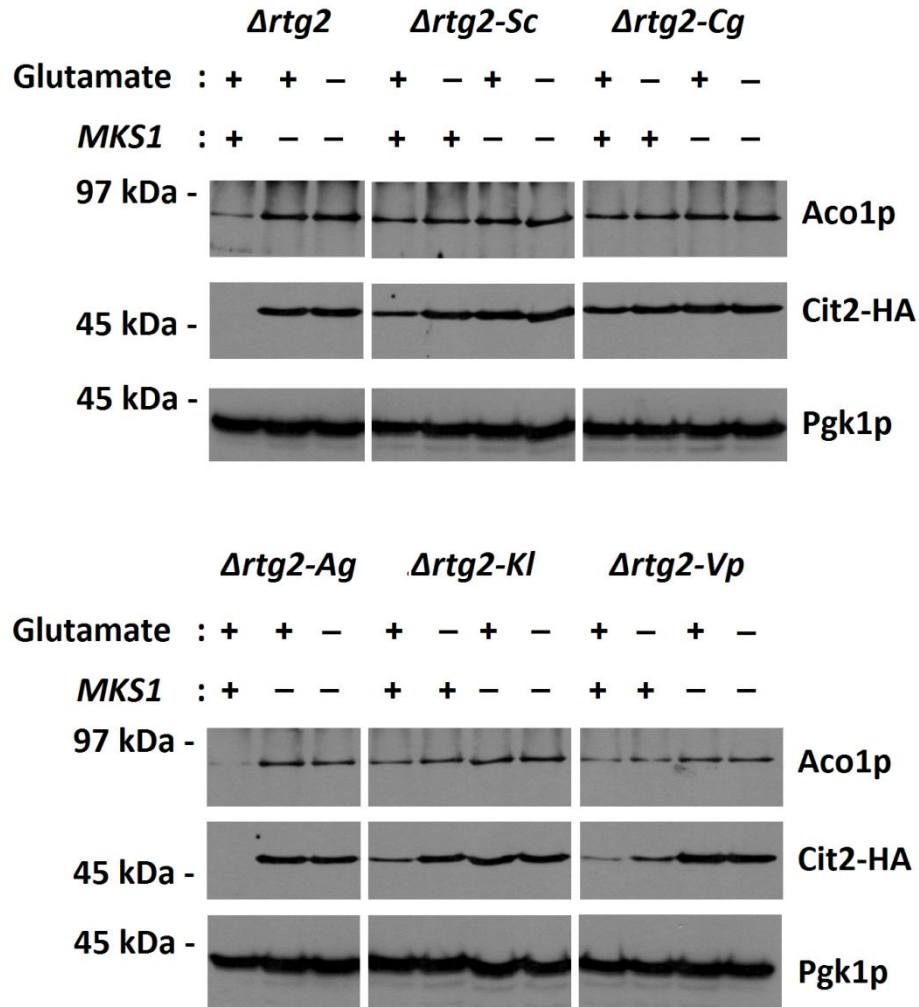 Δrtg2 Δrtg2-Sc Δrtg2-Cg
Glutamate : + + – + – + – + – + –
MKS1 : + – – + + – – + + – –
97 kDa - Aco1p
45 kDa - Cit2-HA
45 kDa - Pgk1p
Δrtg2-Ag .Δrtg2-Kl Δrtg2-Vp
Glutamate : + + – + – + – + – + –
MKS1 : + – – + + – – + + – –
97 kDa - Aco1p
45 kDa - Cit2-HA
45 kDa - Pgk1p